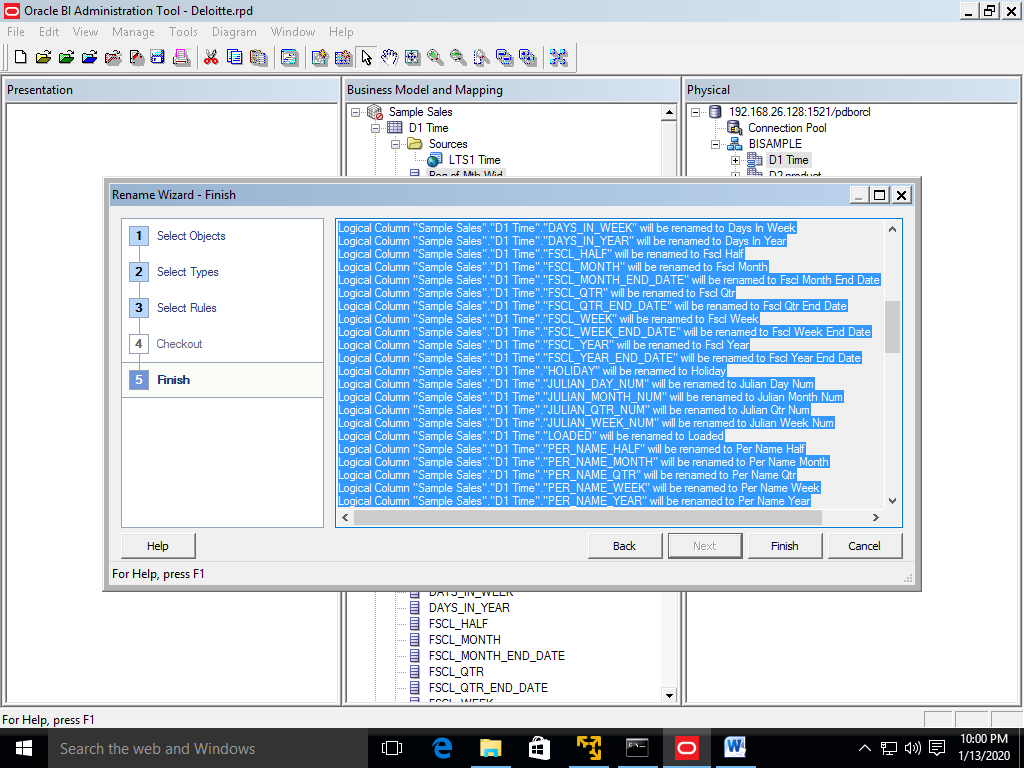 Oracle BI Administration Tool - Deloitte.rpd
File Edit View Manage Tools Diagram Window Help
Presentation
Business Model and Mapping
Physical
Sample Sales
D1 Time
Sources
LTS1 Time
Beg of Mth Wid
192.168.26.128:1521/pdborcl
Connection Pool
BISAMPLE
D1 Time
D2 product
Rename Wizard - Finish
1 Select Objects
2 Select Types
3 Select Rules
4 Checkout
5 Finish
Logical Column "Sample Sales"."D1 Time"."DAYS_IN_WEEK" will be renamed to Days In Week
Logical Column "Sample Sales"."D1 Time"."DAYS_IN_YEAR" will be renamed to Days In Year
Logical Column "Sample Sales"."D1 Time"."FSCL_HALF" will be renamed to Fscl Half
Logical Column "Sample Sales"."D1 Time"."FSCL_MONTH" will be renamed to Fscl Month
Logical Column "Sample Sales"."D1 Time"."FSCL_MONTH_END_DATE" will be renamed to Fscl Month End Date
Logical Column "Sample Sales"."D1 Time"."FSCL_QTR" will be renamed to Fscl Qtr
Logical Column "Sample Sales"."D1 Time"."FSCL_QTR_END_DATE" will be renamed to Fscl Qtr End Date
Logical Column "Sample Sales"."D1 Time"."FSCL_WEEK" will be renamed to Fscl Week
Logical Column "Sample Sales"."D1 Time"."FSCL_WEEK_END_DATE" will be renamed to Fscl Week End Date
Logical Column "Sample Sales"."D1 Time"."FSCL_YEAR" will be renamed to Fscl Year
Logical Column "Sample Sales"."D1 Time"."FSCL_YEAR_END_DATE" will be renamed to Fscl Year End Date
Logical Column "Sample Sales"."D1 Time"."HOLIDAY" will be renamed to Holiday
Logical Column "Sample Sales"."D1 Time"."JULIAN_DAY_NUM" will be renamed to Julian Day Num
Logical Column "Sample Sales"."D1 Time"."JULIAN_MONTH_NUM" will be renamed to Julian Month Num
Logical Column "Sample Sales"."D1 Time"."JULIAN_QTR_NUM" will be renamed to Julian Qtr Num
Logical Column "Sample Sales"."D1 Time"."JULIAN_WEEK_NUM" will be renamed to Julian Week Num
Logical Column "Sample Sales"."D1 Time"."LOADED" will be renamed to Loaded
Logical Column "Sample Sales"."D1 Time"."PER_NAME_HALF" will be renamed to Per Name Half
Logical Column "Sample Sales"."D1 Time"."PER_NAME_MONTH" will be renamed to Per Name Month
Logical Column "Sample Sales"."D1 Time"."PER_NAME_QTR" will be renamed to Per Name Qtr
Logical Column "Sample Sales"."D1 Time"."PER_NAME_WEEK" will be renamed to Per Name Week
Logical Column "Sample Sales"."D1 Time"."PER_NAME_YEAR" will be renamed to Per Name Year
Help Back Next Finish Cancel
For Help, press F1
DAYS_IN_WEEK
DAYS_IN_YEAR
FSCL_HALF
FSCL_MONTH
FSCL_MONTH_END_DATE
FSCL_QTR
FSCL_QTR_END_DATE
FSCL_WEEK
For Help, press F1
Search the web and Windows
10:00 PM
1/13/2020